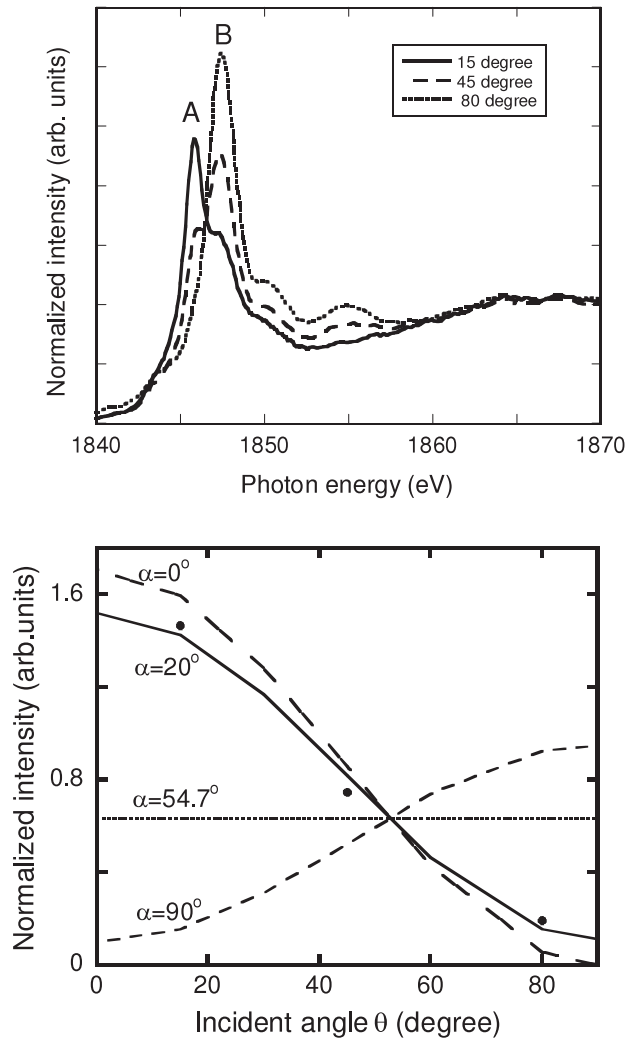 Normalized intensity (arb. units)
A
B
15 degree
45 degree
80 degree
1840
1850
1860
1870
Photon energy (eV)
Normalized intensity (arb.units)
1.6
0.8
0
α=0°
α=20°
α=54.7°
α=90°
0
20
40
60
80
Incident angle θ (degree)